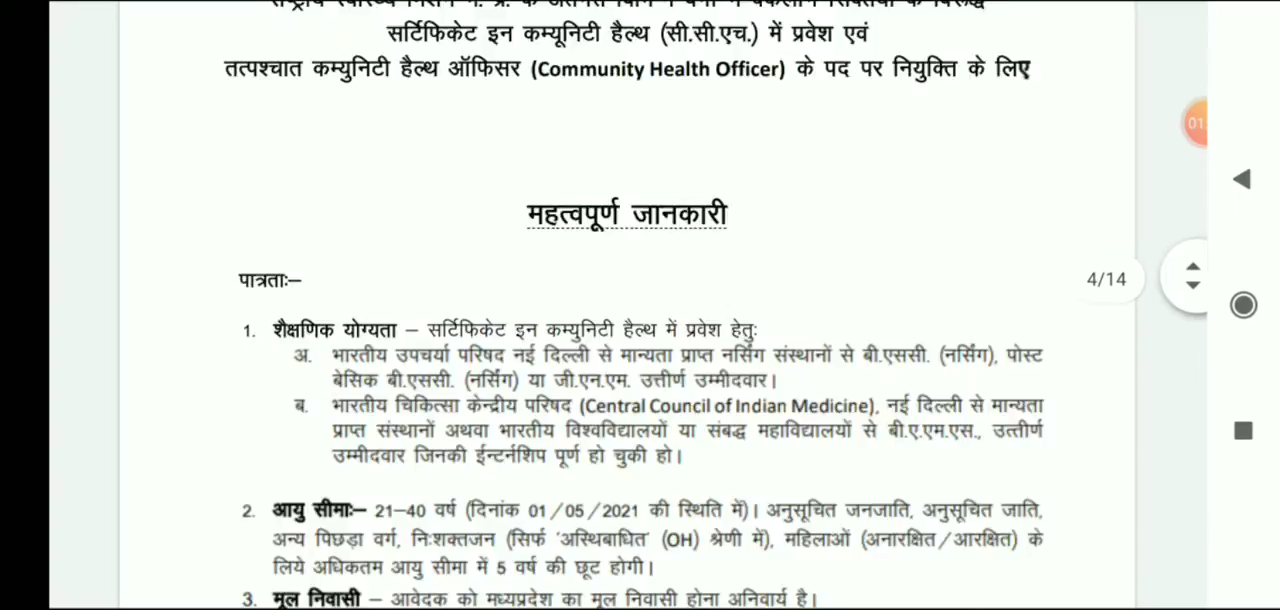 सर्टिफिकेट इन कम्यूनिटी हैल्थ (सी.सी.एच.) में प्रवेश एवं
तत्पश्चात कम्युनिटी हैल्थ ऑफिसर (Community Health Officer) के पद पर नियुक्ति के लिए
01
महत्वपूर्ण जानकारी
पात्रताः–
4/14
1. शैक्षणिक योग्यता – सर्टिफिकेट इन कम्युनिटी हैल्थ में प्रवेश हेतुः
अ. भारतीय उपचर्या परिषद नई दिल्ली से मान्यता प्राप्त नर्सिंग संस्थानों से बी.एससी. (नर्सिंग), पोस्ट
बेसिक बी.एससी. (नर्सिंग) या जी.एन.एम. उत्तीर्ण उम्मीदवार।
ब. भारतीय चिकित्सा केन्द्रीय परिषद (Central Council of Indian Medicine), नई दिल्ली से मान्यता
प्राप्त संस्थानों अथवा भारतीय विश्वविद्यालयों या संबद्ध महाविद्यालयों से बी.ए.एम.एस., उत्तीर्ण
उम्मीदवार जिनकी ईन्टर्नशिप पूर्ण हो चुकी हो।
2. आयु सीमाः– 21–40 वर्ष (दिनांक 01/05/2021 की स्थिति में)। अनुसूचित जनजाति, अनुसूचित जाति,
अन्य पिछड़ा वर्ग, निःशक्तजन (सिर्फ 'अस्थिबाधित' (OH) श्रेणी में), महिलाओं (अनारक्षित/आरक्षित) के
लिये अधिकतम आयु सीमा में 5 वर्ष की छूट होगी।
3. मूल निवासी – आवेदक को मध्यप्रदेश का मूल निवासी होना अनिवार्य है।